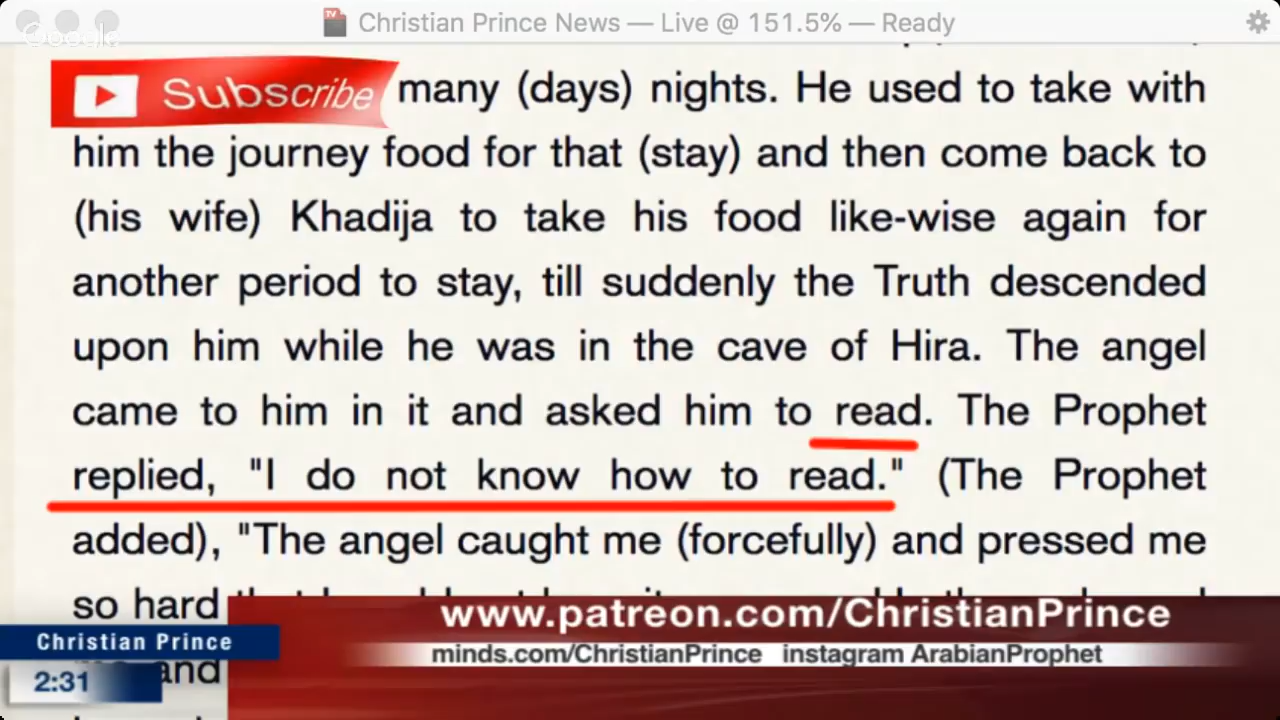 Christian Prince News — Live @ 151.5% — Ready
Google
Subscribe
many (days) nights. He used to take with
him the journey food for that (stay) and then come back to
(his wife) Khadija to take his food like-wise again for
another period to stay, till suddenly the Truth descended
upon him while he was in the cave of Hira. The angel
came to him in it and asked him to read. The Prophet
replied, "I do not know how to read." (The Prophet
added), "The angel caught me (forcefully) and pressed me
so hard
www.patreon.com/ChristianPrince
Christian Prince
minds.com/ChristianPrince instagram ArabianProphet
and
2:31